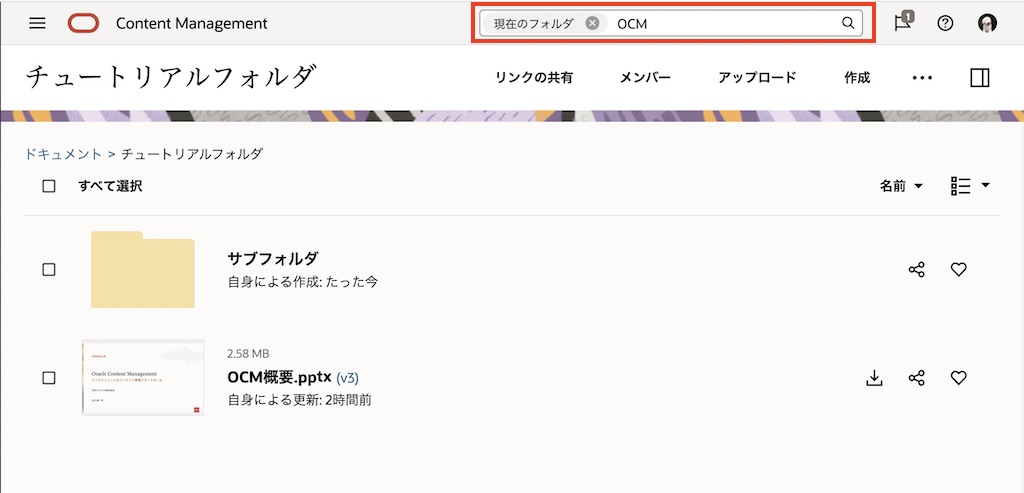 Content Management
現在のフォルダ OCM
1
チュートリアルフォルダ
リンクの共有 メンバー アップロード 作成
ドキュメント > チュートリアルフォルダ
すべて選択
名前
サブフォルダ
自身による作成: たった今
2.58 MB
Oracle Content Management
OCM概要.pptx (v3)
自身による更新: 2時間前